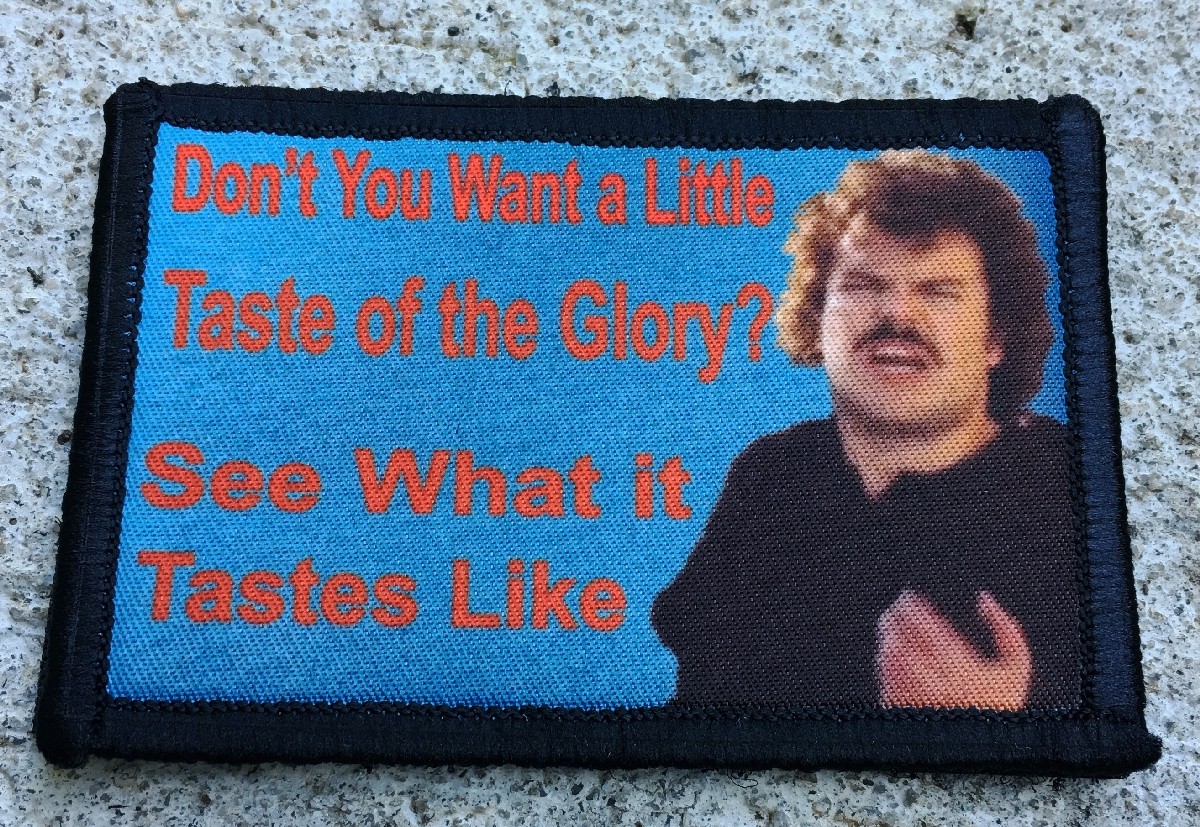 Don't You Want a Little
Taste of the Glory?
See What it
Tastes Like